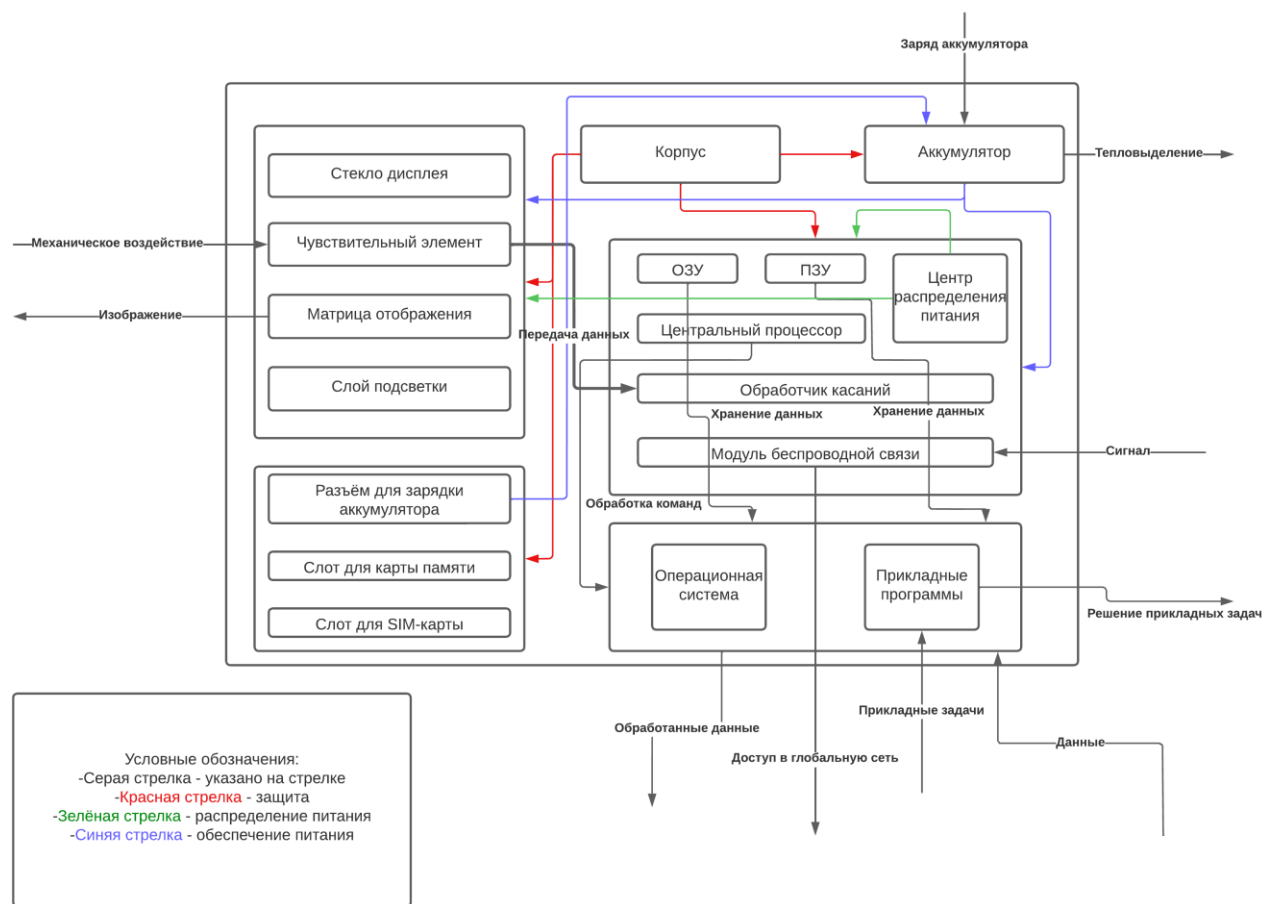 Заряд аккумулятора
Корпус
Аккумулятор
Тепловыделение
Стекло дисплея
Механическое воздействие
Чувствительный элемент
ОЗУ
ПЗУ
Центр
распределения
питания
Изображение
Матрица отображения
Передача данных
Центральный процессор
Слой подсветки
Обработчик касаний
Хранение данных
Хранение данных
Модуль беспроводной связи
Сигнал
Разъём для зарядки
аккумулятора
Обработка команд
Слот для карты памяти
Операционная
система
Прикладные
программы
Решение прикладных задач
Слот для SIM-карты
Прикладные задачи
Обработанные данные
Данные
Доступ в глобальную сеть
Условные обозначения:
-Серая стрелка - указано на стрелке
-Красная стрелка - защита
-Зелёная стрелка - распределение питания
-Синяя стрелка - обеспечение питания